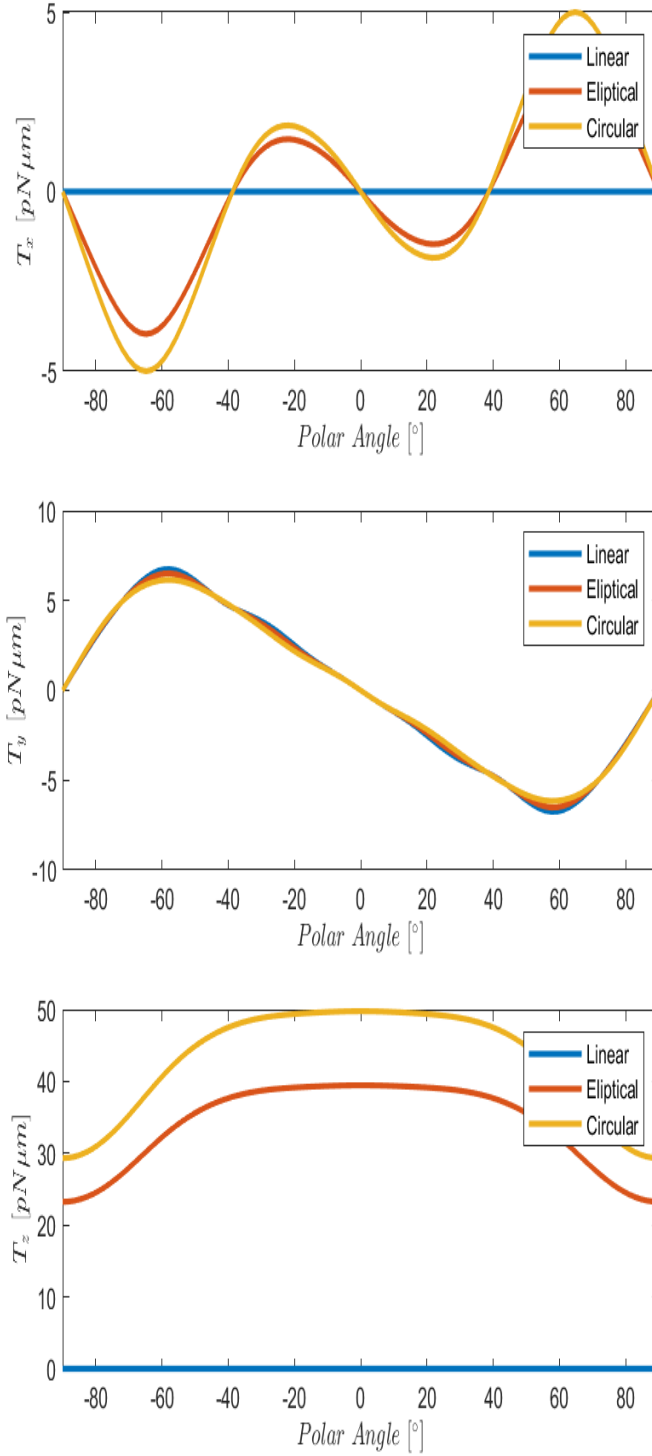 5
0
-5
T_x [pN μm]
-80 -60 -40 -20 0 20 40 60 80
Polar Angle [°]
Linear
Eliptical
Circular
10
5
0
-5
-10
T_y [pN μm]
-80 -60 -40 -20 0 20 40 60 80
Polar Angle [°]
Linear
Eliptical
Circular
50
40
30
20
10
0
T_z [pN μm]
-80 -60 -40 -20 0 20 40 60 80
Polar Angle [°]
Linear
Eliptical
Circular